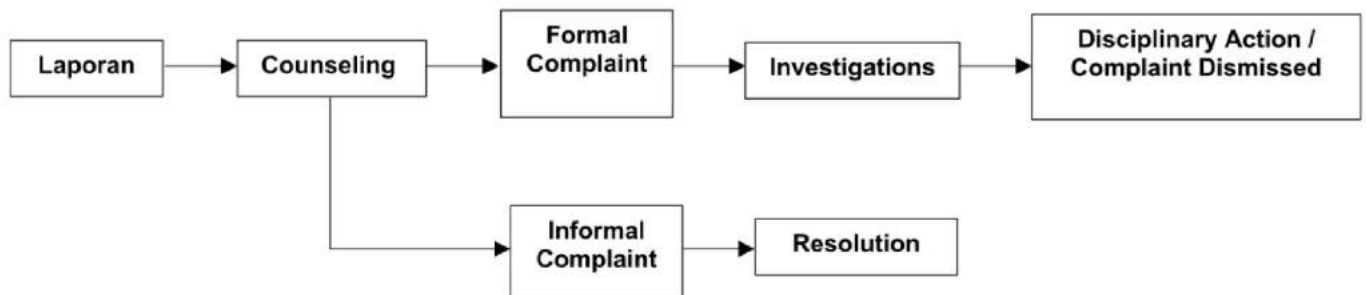 Laporan
Counseling
Formal
Complaint
Investigations
Disciplinary Action /
Complaint Dismissed
Informal
Complaint
Resolution